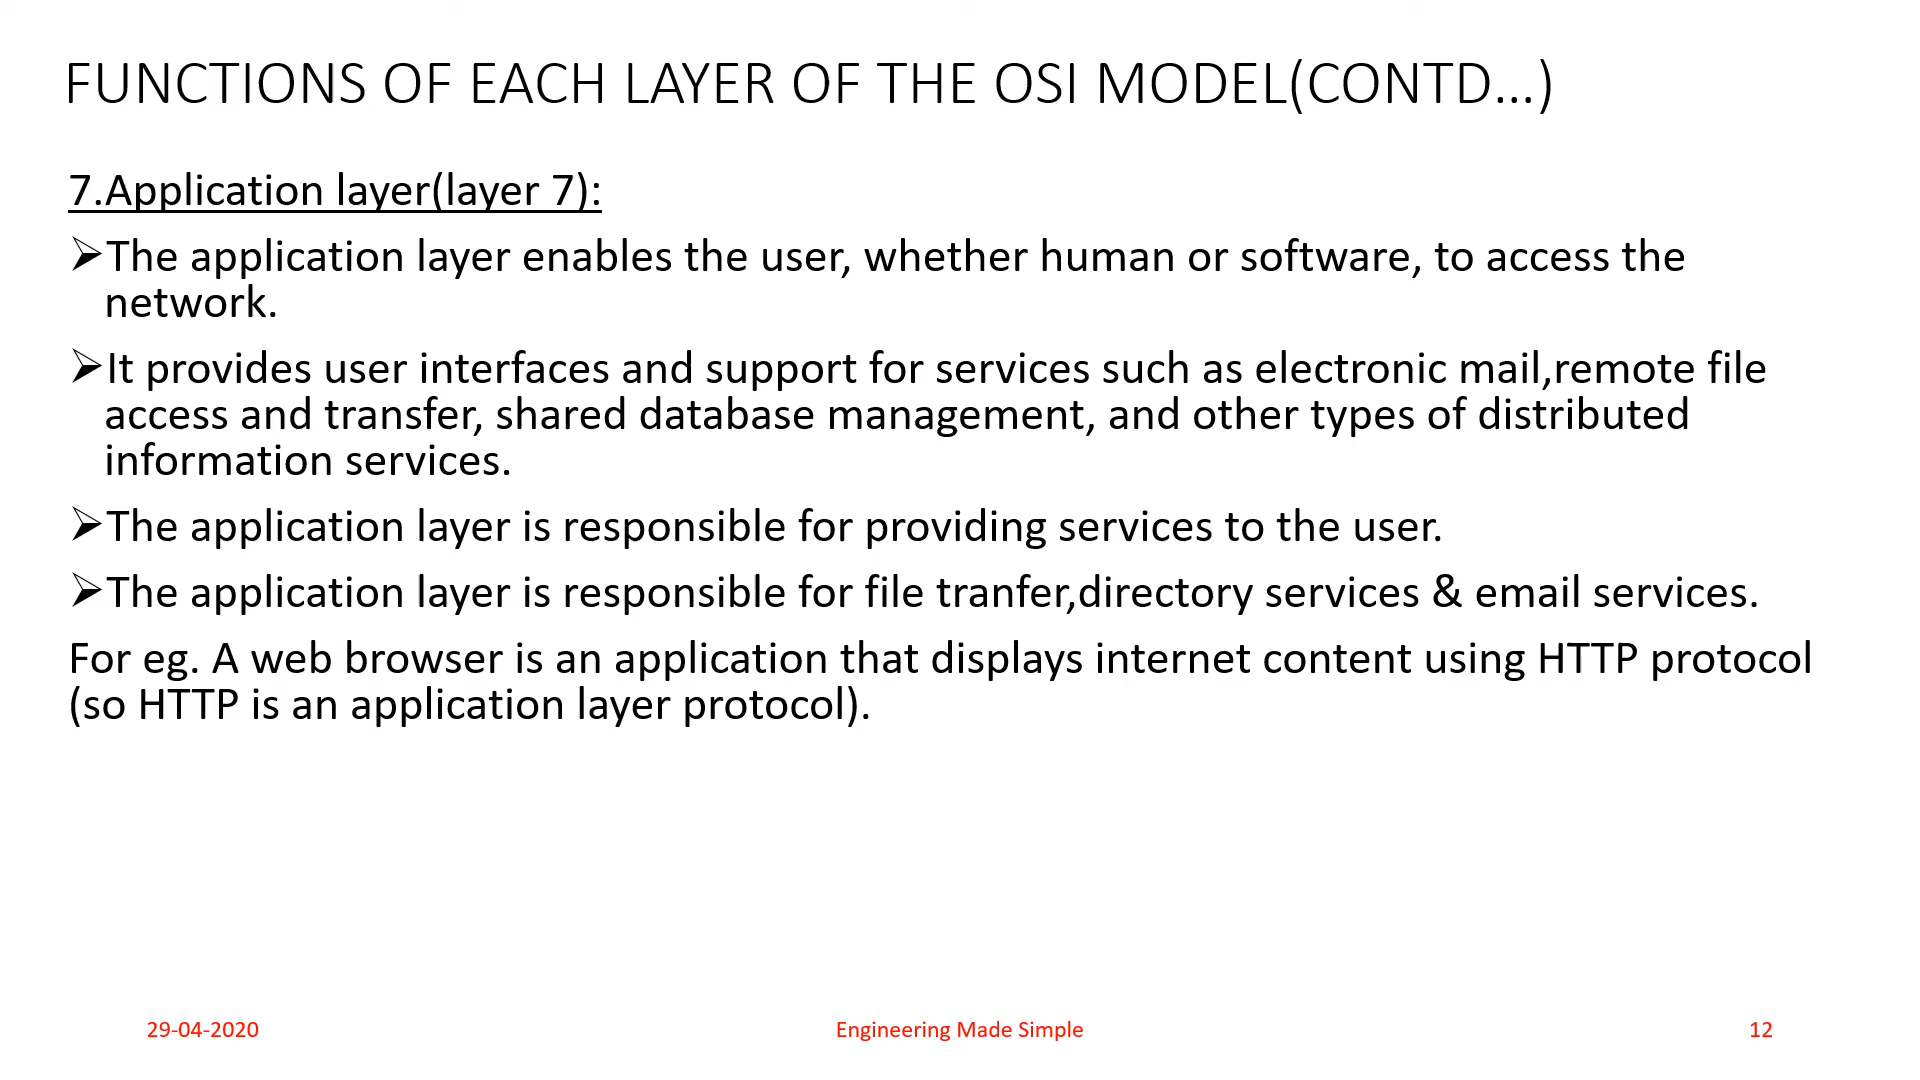 FUNCTIONS OF EACH LAYER OF THE OSI MODEL(CONTD...)
7.Application layer(layer 7):
➢The application layer enables the user, whether human or software, to access the
network.
➢It provides user interfaces and support for services such as electronic mail,remote file
access and transfer, shared database management, and other types of distributed
information services.
➢The application layer is responsible for providing services to the user.
➢The application layer is responsible for file tranfer,directory services & email services.
For eg. A web browser is an application that displays internet content using HTTP protocol
(so HTTP is an application layer protocol).
29-04-2020
Engineering Made Simple
12